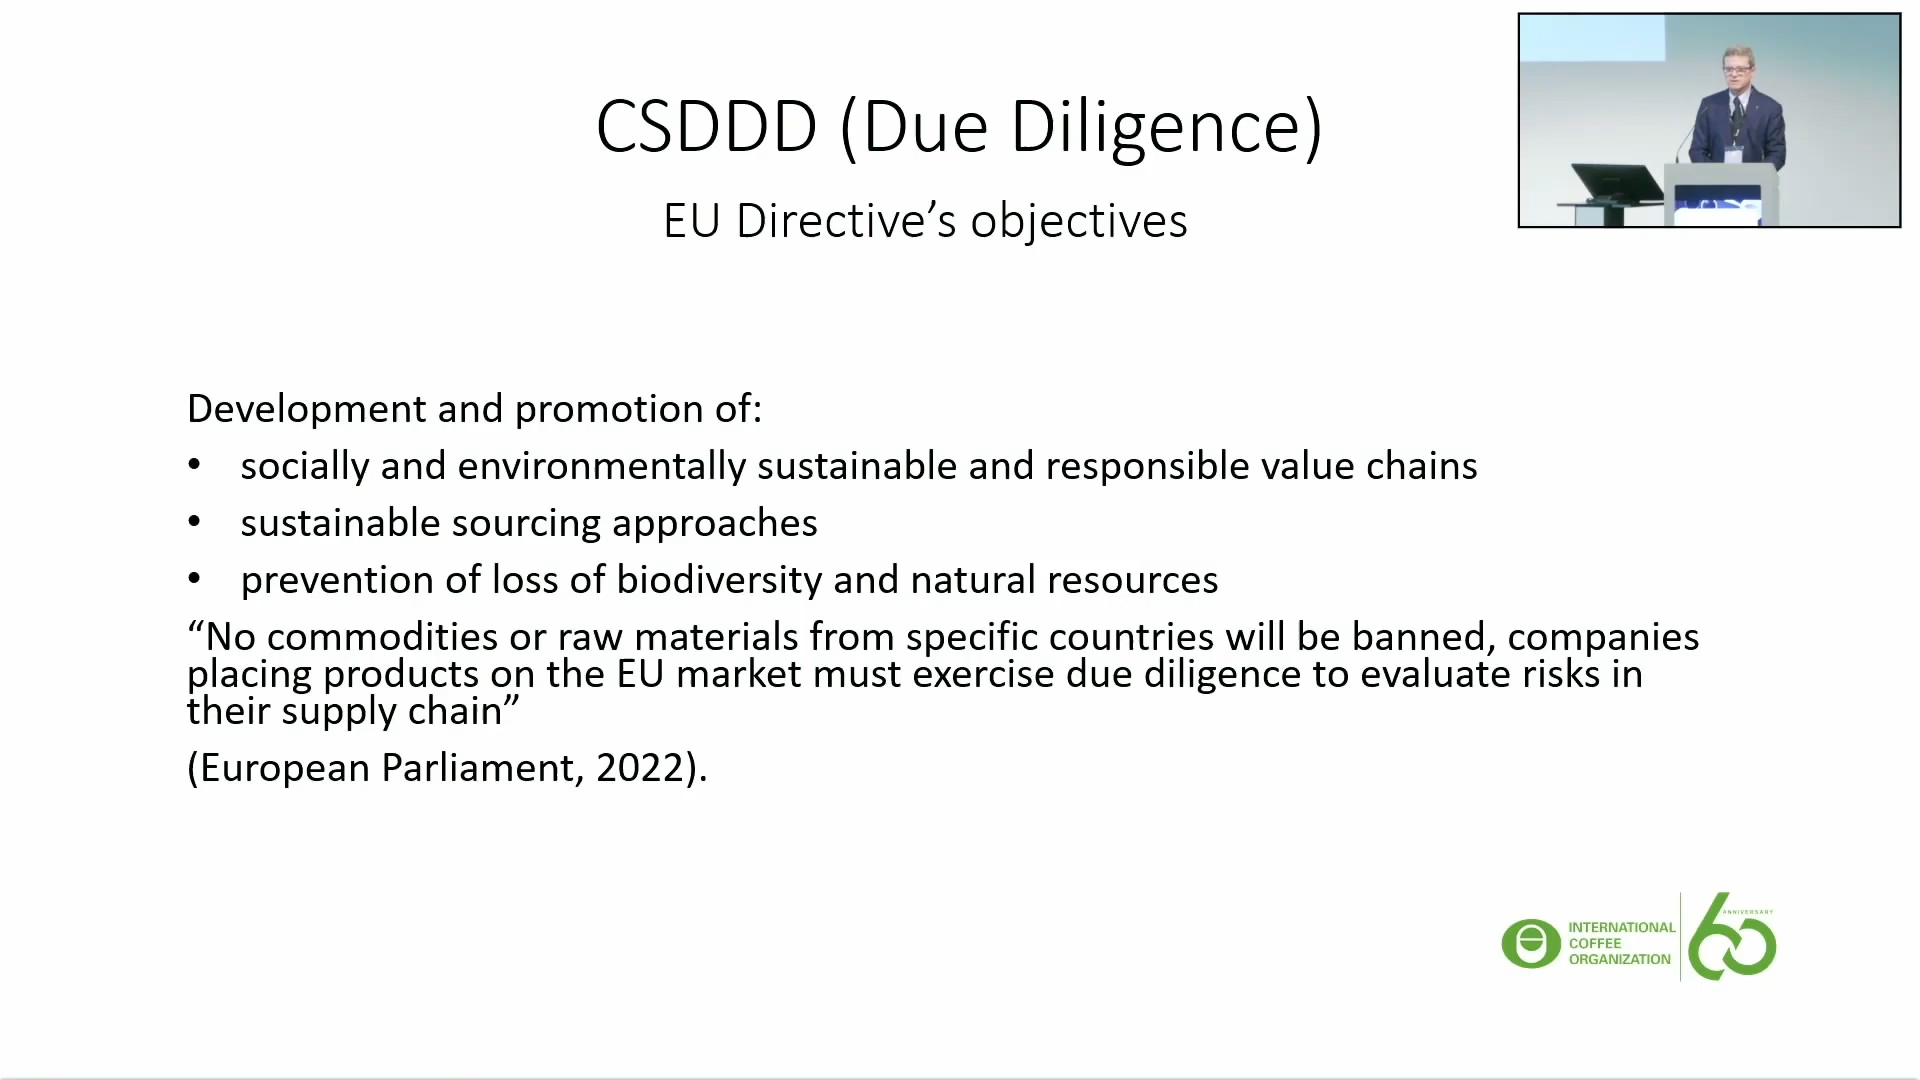 CSDDD (Due Diligence)
EU Directive’s objectives
Development and promotion of:
• socially and environmentally sustainable and responsible value chains
• sustainable sourcing approaches
• prevention of loss of biodiversity and natural resources
“No commodities or raw materials from specific countries will be banned, companies
placing products on the EU market must exercise due diligence to evaluate risks in
their supply chain”
(European Parliament, 2022).
INTERNATIONAL
COFFEE
ORGANIZATION
60
ANNIVERSARY